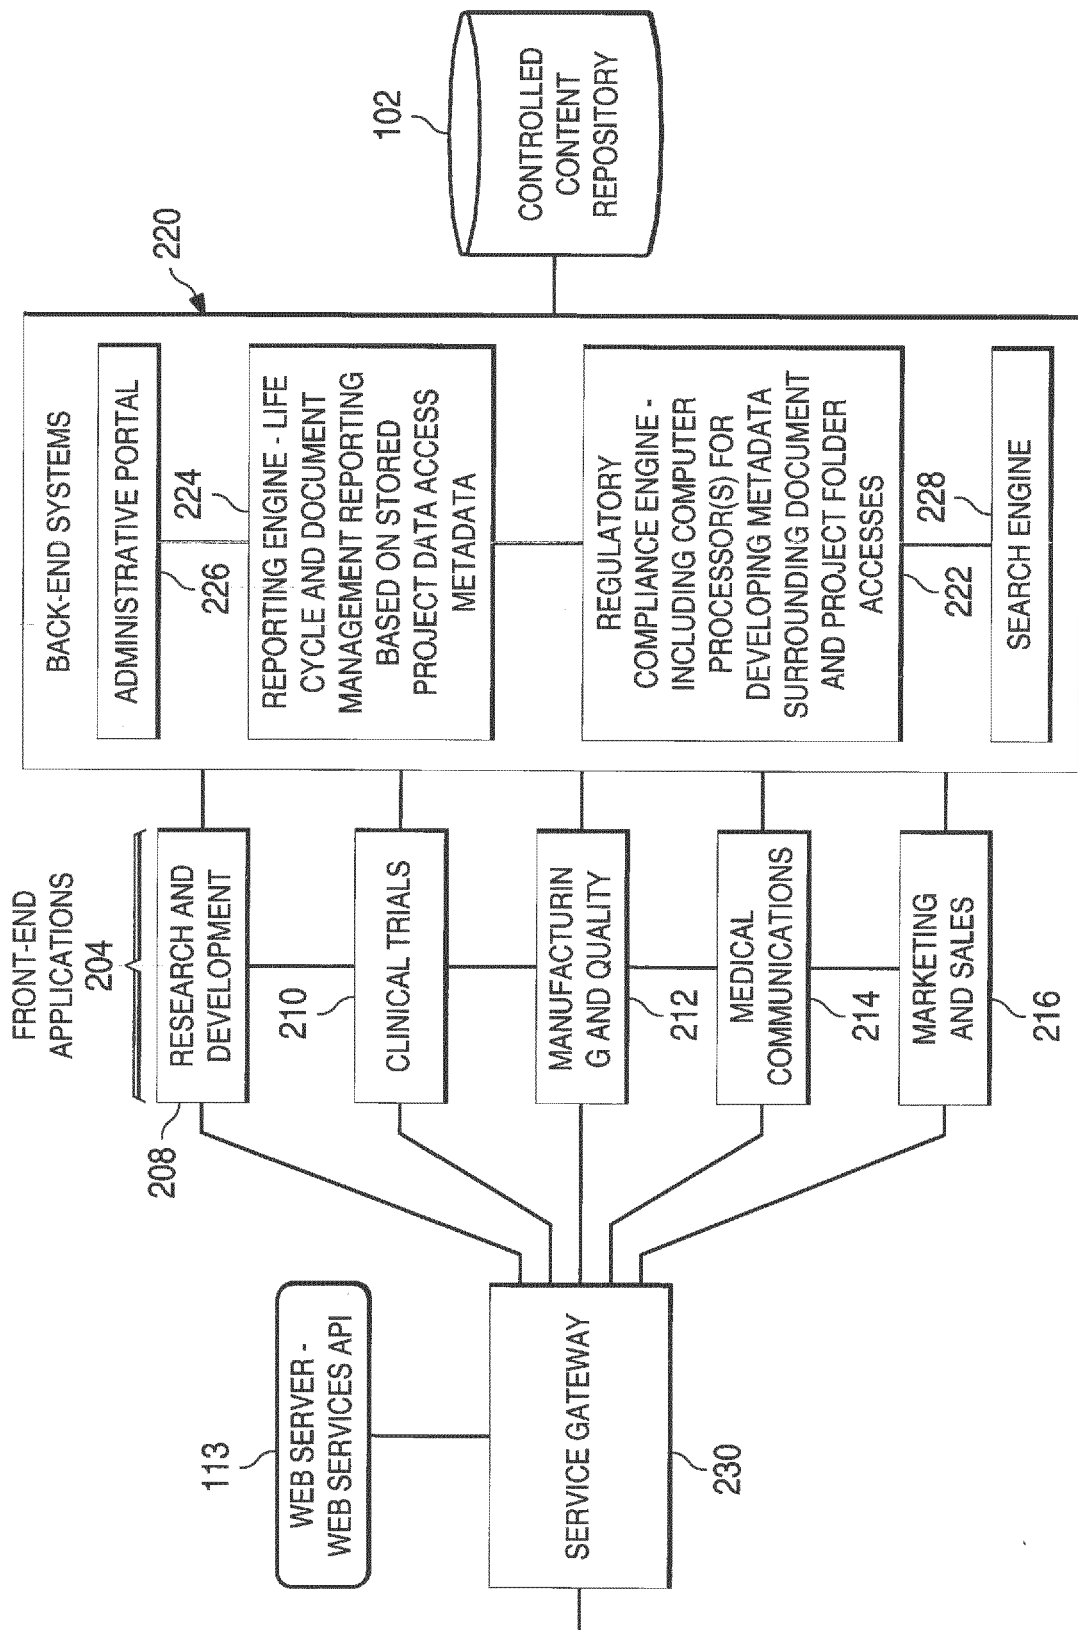 113
WEB SERVER -
WEB SERVICES API
SERVICE GATEWAY
230
FRONT-END
APPLICATIONS
204
208
RESEARCH AND
DEVELOPMENT
210
CLINICAL TRIALS
MANUFACTURIN
G AND QUALITY
212
MEDICAL
COMMUNICATIONS
214
MARKETING
AND SALES
216
220
BACK-END SYSTEMS
ADMINISTRATIVE PORTAL
226
224
REPORTING ENGINE - LIFE
CYCLE AND DOCUMENT
MANAGEMENT REPORTING
BASED ON STORED
PROJECT DATA ACCESS
METADATA
REGULATORY
COMPLIANCE ENGINE -
INCLUDING COMPUTER
PROCESSOR(S) FOR
DEVELOPING METADATA
SURROUNDING DOCUMENT
AND PROJECT FOLDER
ACCESSES
222
228
SEARCH ENGINE
102
CONTROLLED
CONTENT
REPOSITORY